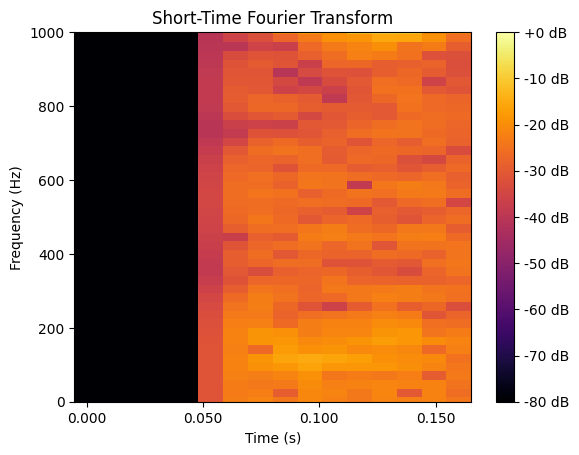 Short-Time Fourier Transform
Frequency (Hz)
1000
800
600
400
200
0
0.000
0.050
0.100
0.150
Time (s)
+0 dB
-10 dB
-20 dB
-30 dB
-40 dB
-50 dB
-60 dB
-70 dB
-80 dB